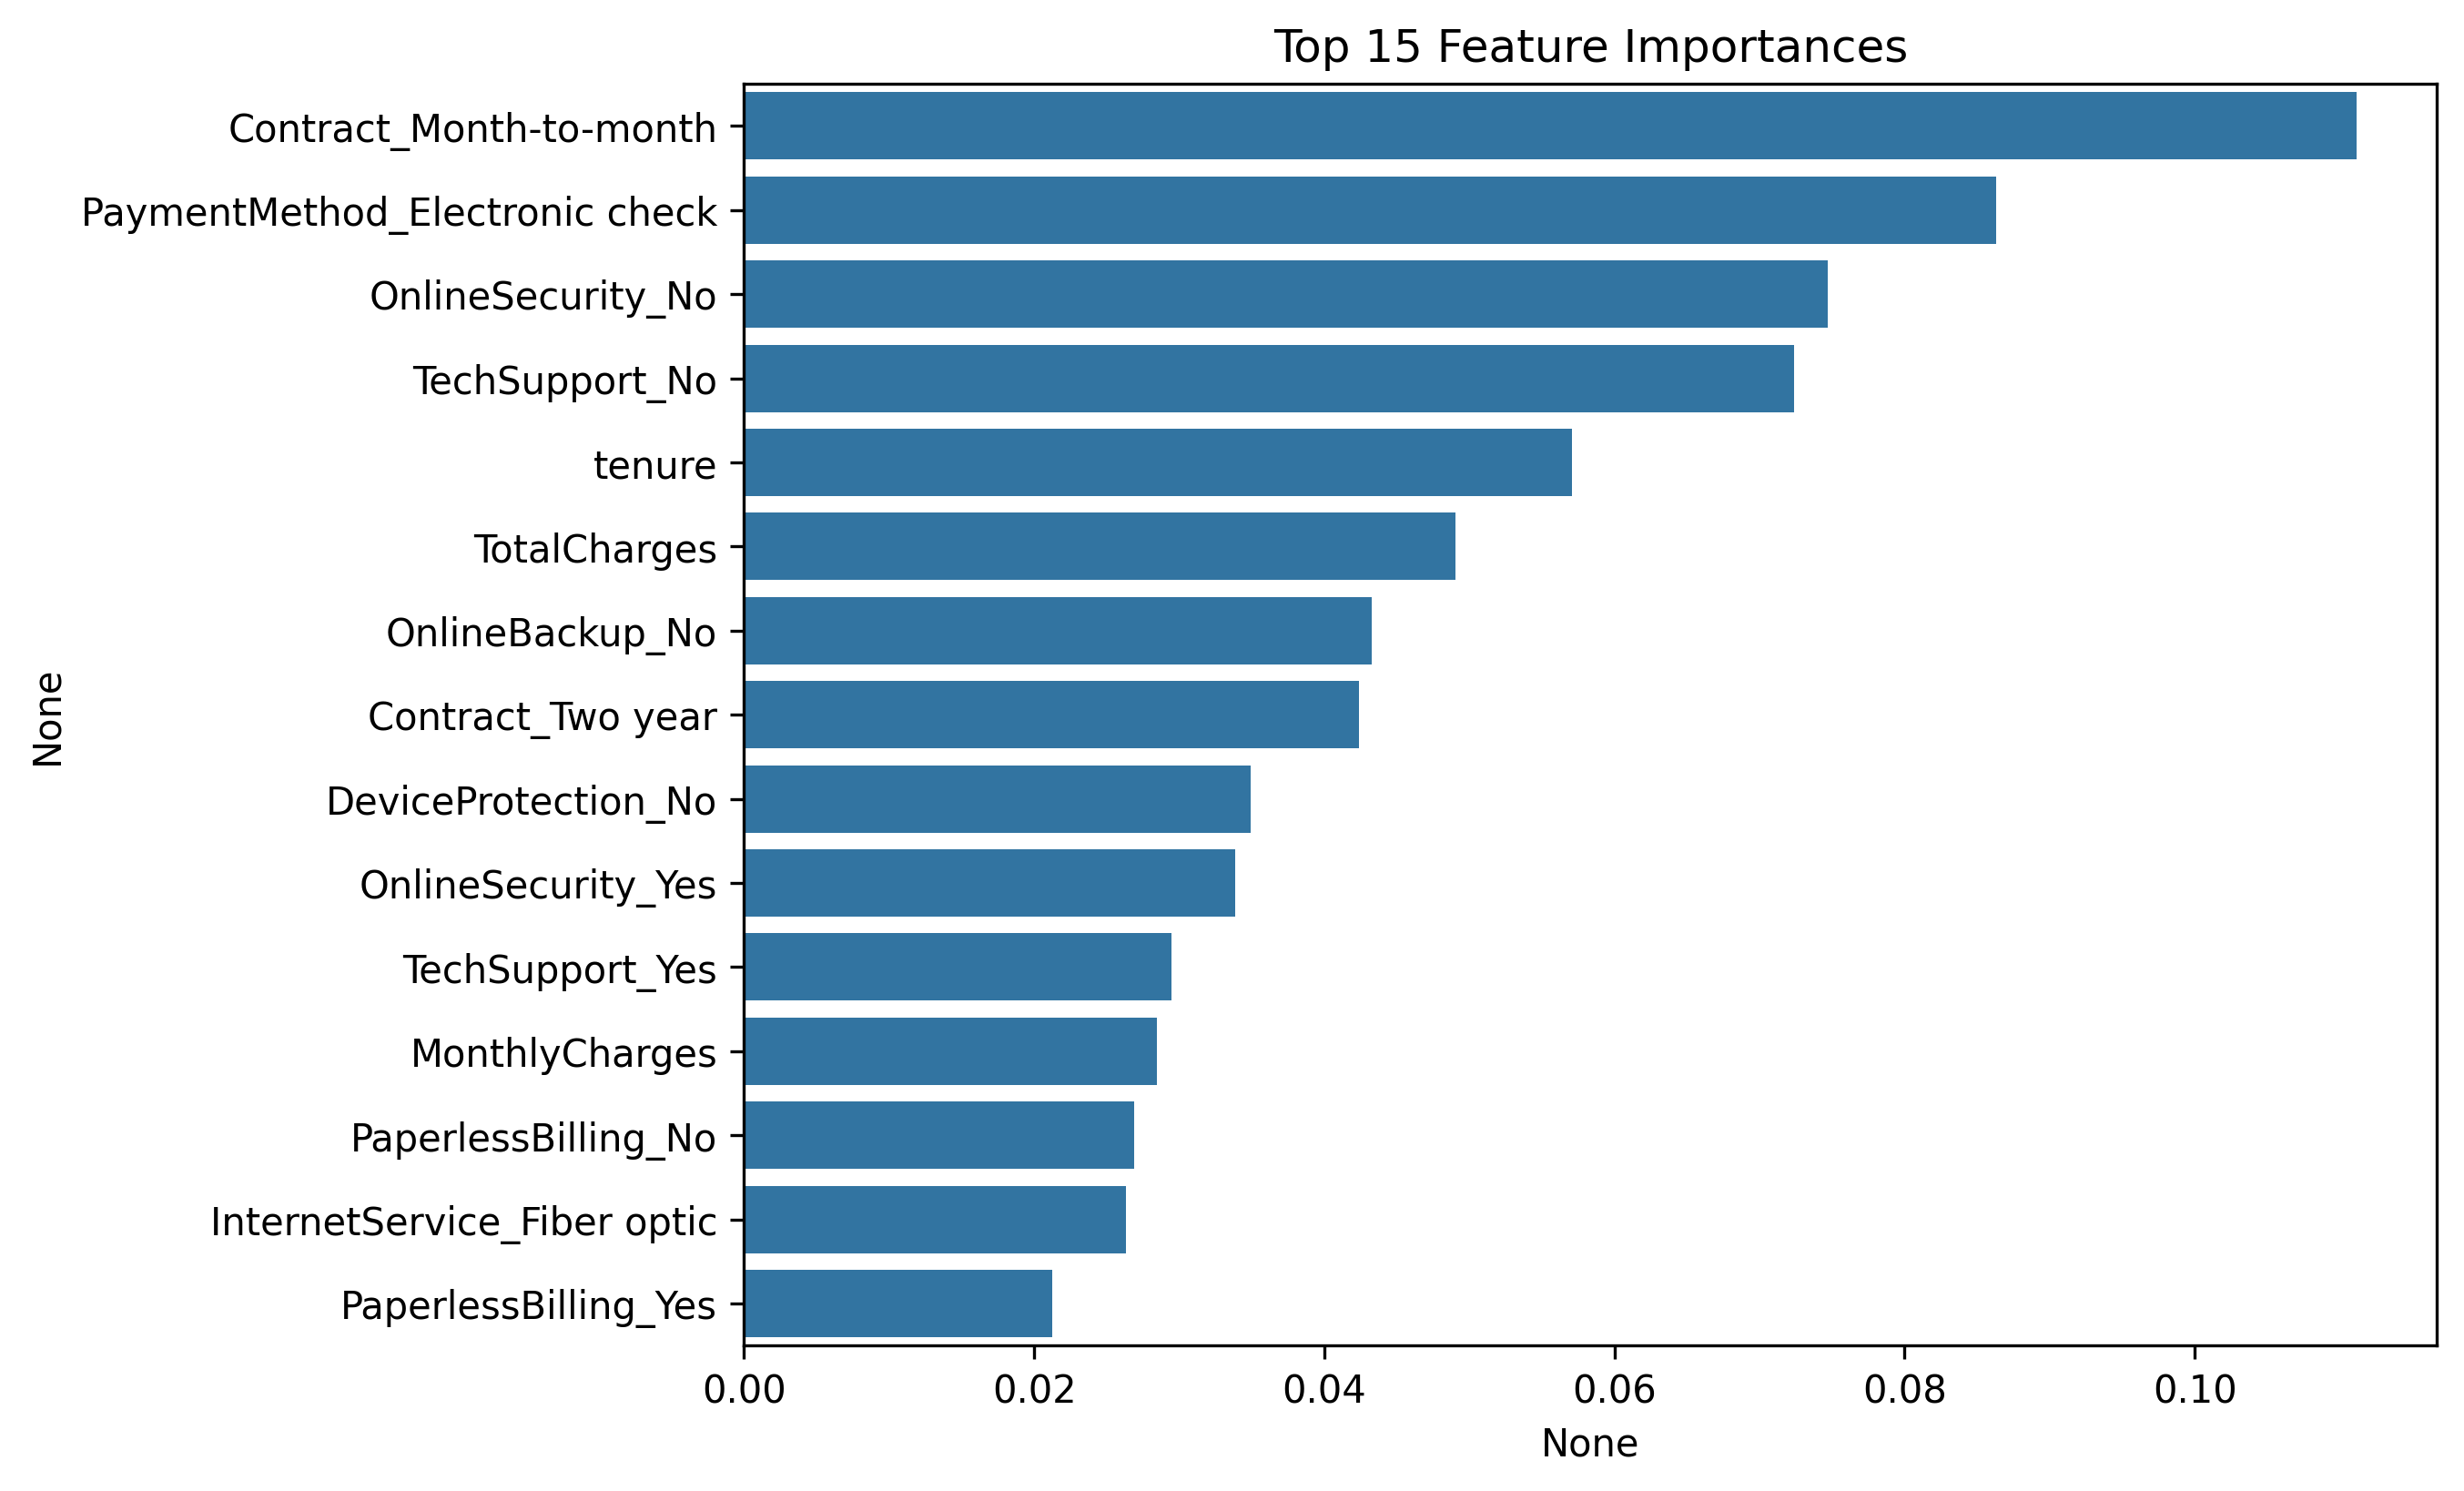 Top 15 Feature Importances
Contract_Month-to-month
PaymentMethod_Electronic check
OnlineSecurity_No
TechSupport_No
tenure
TotalCharges
OnlineBackup_No
Contract_Two year
DeviceProtection_No
OnlineSecurity_Yes
TechSupport_Yes
MonthlyCharges
PaperlessBilling_No
InternetService_Fiber optic
PaperlessBilling_Yes
None
0.00 0.02 0.04 0.06 0.08 0.10
None